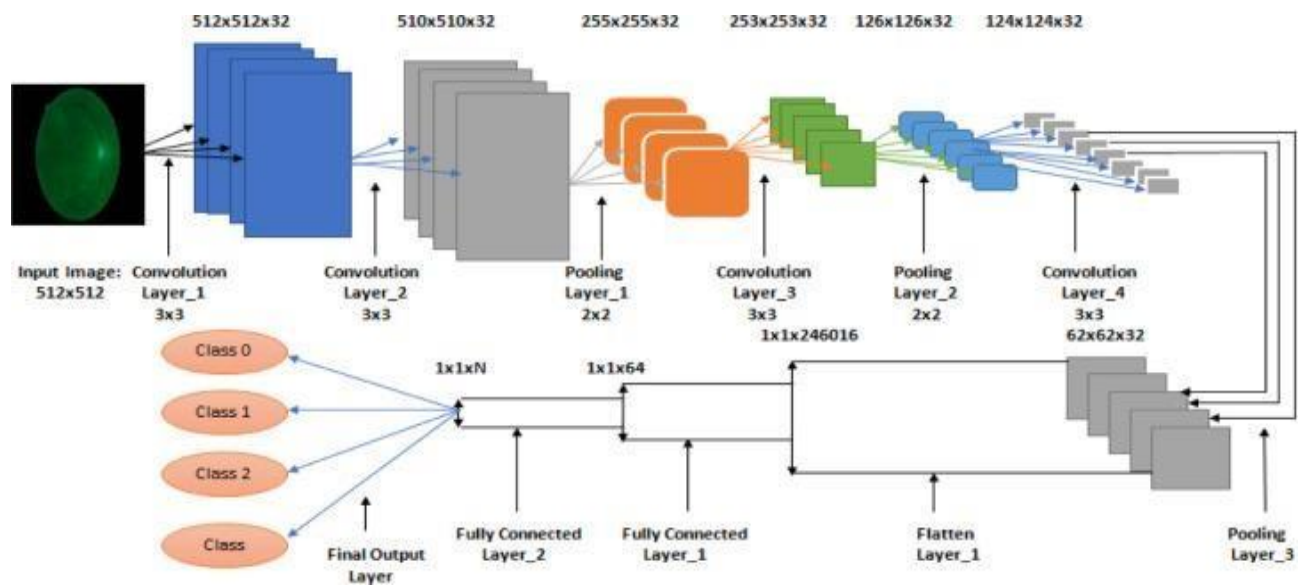 512x512x32
510x510x32
255x255x32
253x253x32
126x126x32
124x124x32
Input Image:
512x512
Convolution
Layer_1
3x3
Convolution
Layer_2
3x3
Pooling
Layer_1
2x2
Convolution
Layer_3
3x3
Pooling
Layer_2
2x2
Convolution
Layer_4
3x3
1x1x246016
62x62x32
Class 0
Class 1
Class 2
Class
1x1xN
1x1x64
Final Output
Layer
Fully Connected
Layer_2
Fully Connected
Layer_1
Flatten
Layer_1
Pooling
Layer_3